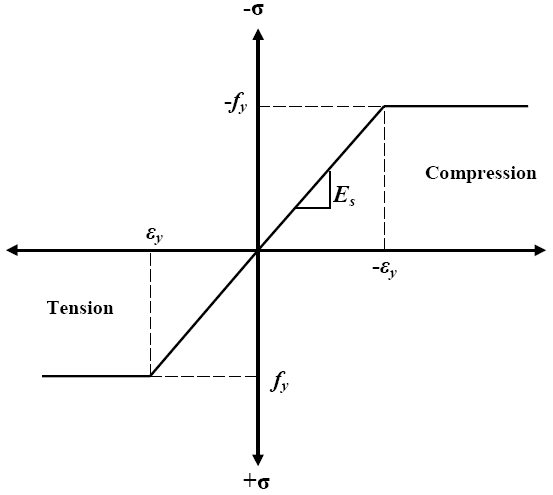 -σ
-fy
Compression
Es
εy
-εy
Tension
fy
+σ